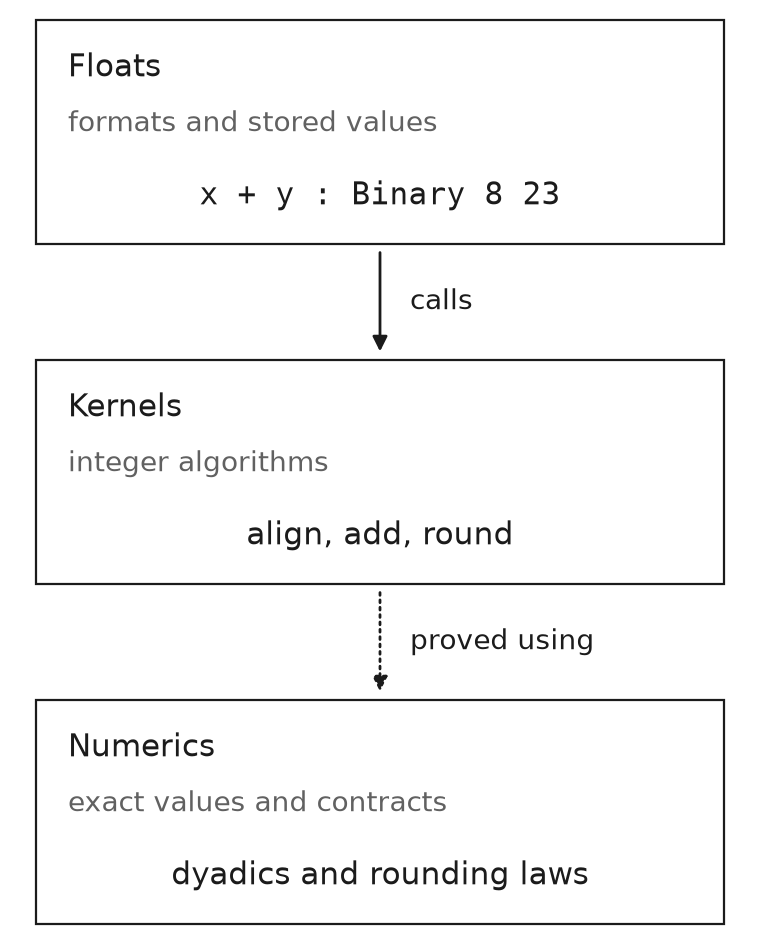 Floats
formats and stored values
x + y : Binary 8 23
calls
Kernels
integer algorithms
align, add, round
proved using
Numerics
exact values and contracts
dyadics and rounding laws